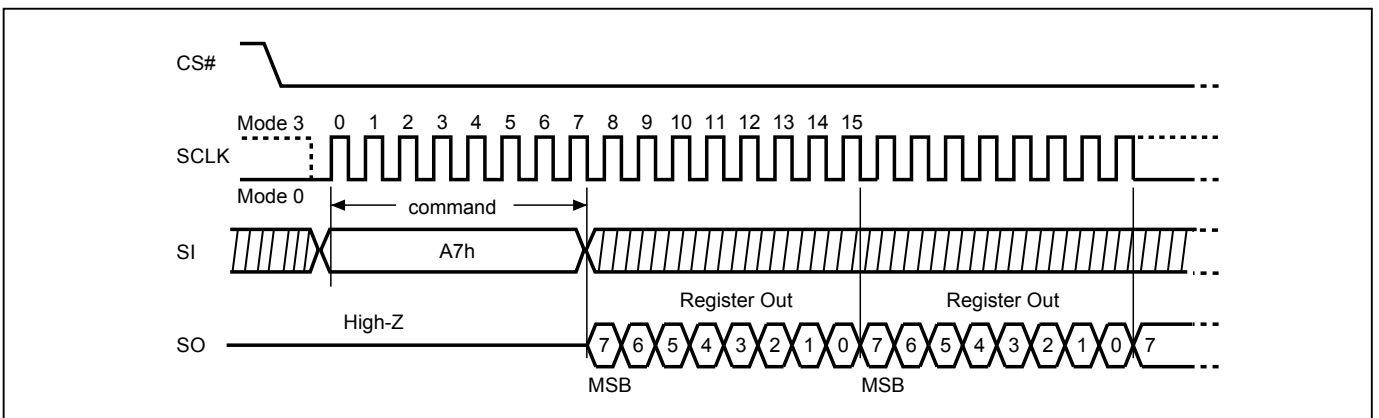 CS#
Mode 3 0 1 2 3 4 5 6 7 8 9 10 11 12 13 14 15
SCLK
Mode 0
command
SI A7h
Register Out Register Out
High-Z
SO 7 6 5 4 3 2 1 0 7 6 5 4 3 2 1 0 7
MSB MSB